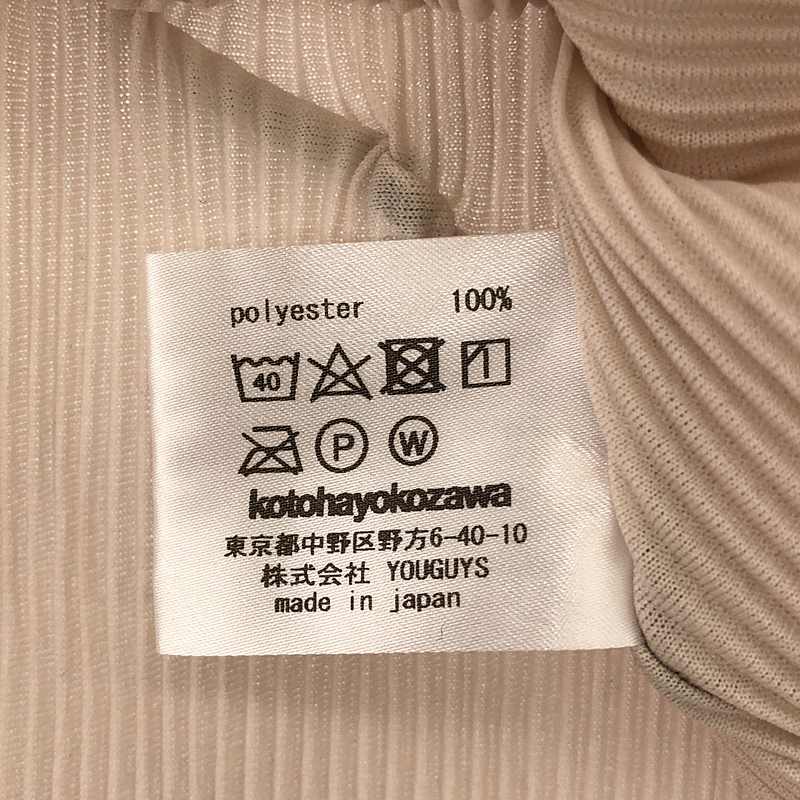 polyester 100%
40
P W
kotohayokozawa
東京都中野区野方6-40-10
株式会社 YOUGUYS
made in japan